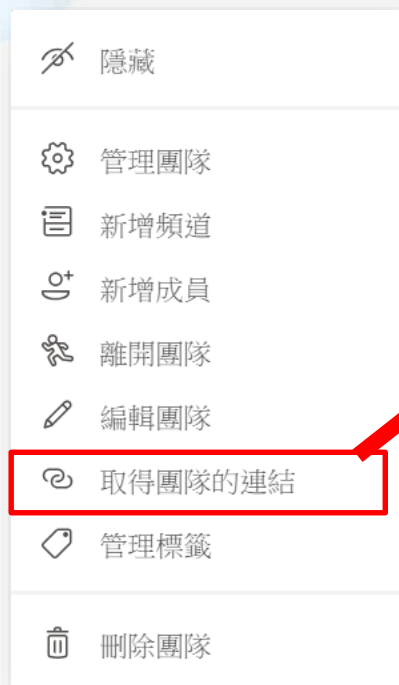 隱藏
管理團隊
新增頻道
新增成員
離開團隊
編輯團隊
取得團隊的連結
管理標籤
刪除團隊